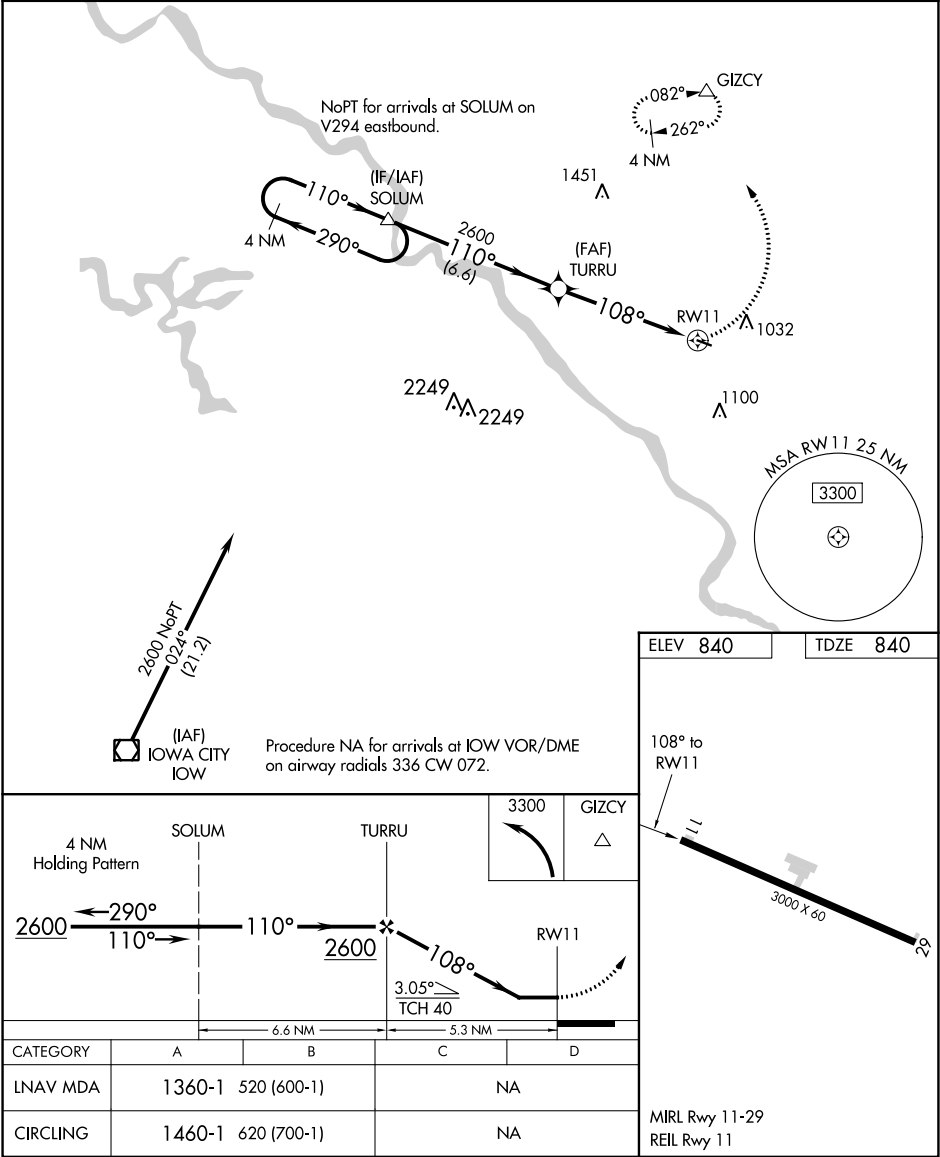 GIZCY
082°
262°
4 NM
NoPT for arrivals at SOLUM on
V294 eastbound.
1451
(IF/IAF)
SOLUM
110°
290°
4 NM
2600
110°
(6.6)
(FAF)
TURRU
108°
RW11
1032
2249
2249
1100
MSA RW11 25 NM
3300
2600 NoPT
024°
(21.2)
(IAF)
IOWA CITY
IOW
Procedure NA for arrivals at IOW VOR/DME
on airway radials 336 CW 072.
ELEV 840
TDZE 840
108° to
RW11
11
3000 X 60
29
MIRL Rwy 11-29
REIL Rwy 11
3300
GIZCY
4 NM
Holding Pattern
SOLUM
TURRU
2600
290°
110°
110°
2600
108°
RW11
3.05°
TCH 40
6.6 NM
5.3 NM
CATEGORY A B C D
LNAV MDA 1360-1 520 (600-1) NA
CIRCLING 1460-1 620 (700-1) NA